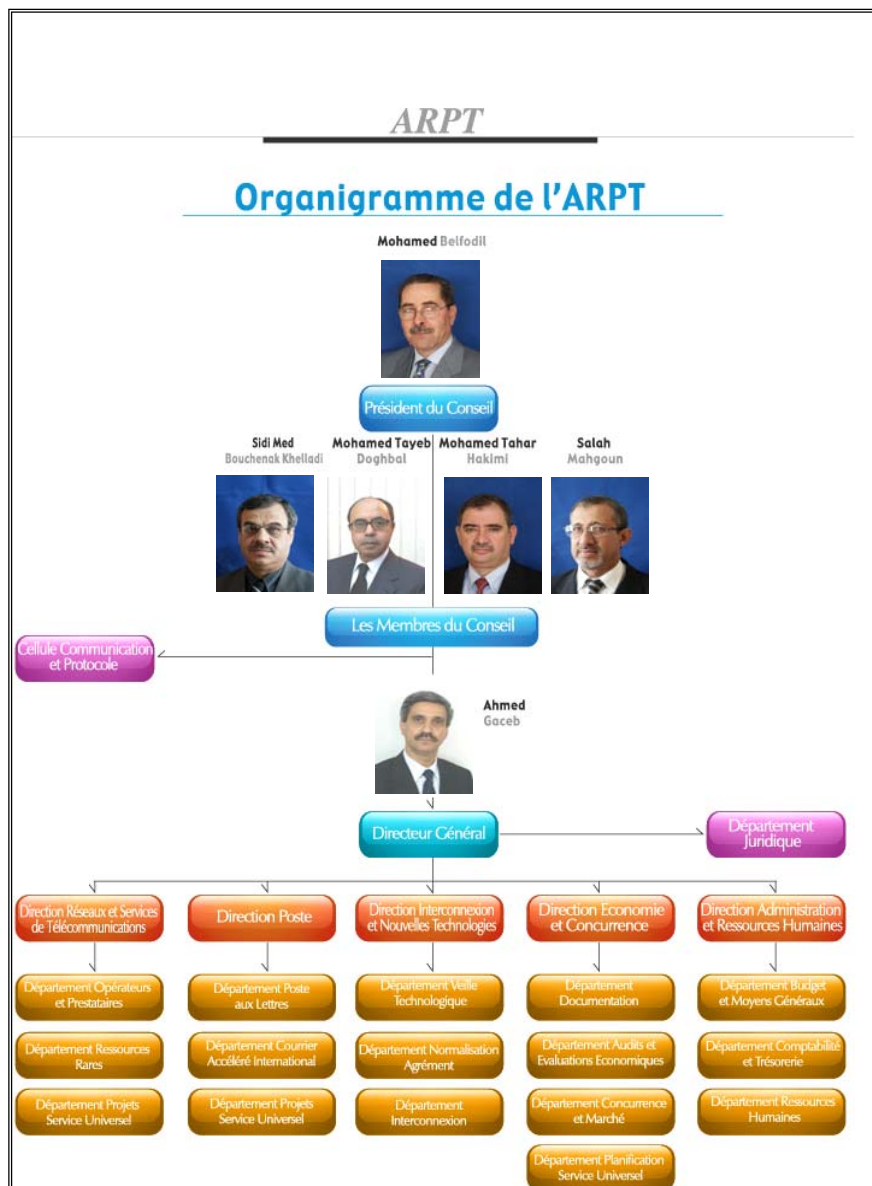 ARPT
Organigramme de l'ARPT
Mohamed Belfodil
Président du Conseil
Sidi Med
Bouchenak Khelladi
Mohamed Tayeb
Doghbal
Mohamed Tahar
Hakimi
Salah
Mahgoun
Les Membres du Conseil
Cellule Communication
et Protocole
Ahmed
Gaceb
Directeur Général
Département
Juridique
Direction Réseaux et Services
de Télécommunications
Direction Poste
Direction Interconnexion
et Nouvelles Technologies
Direction Economie
et Concurrence
Direction Administration
et Ressources Humaines
Département Opérateurs
et Prestataires
Département Poste
aux Lettres
Département Veille
Technologique
Département
Documentation
Département Budget
et Moyens Généraux
Département Ressources
Rares
Département Courrier
Accéléré International
Département Normalisation
Agrément
Département Audits et
Evaluations Economiques
Département Comptabilité
et Trésorerie
Département Projets
Service Universel
Département Projets
Service Universel
Département
Interconnexion
Département Concurrence
et Marché
Département Ressources
Humaines
Département Planification
Service Universel